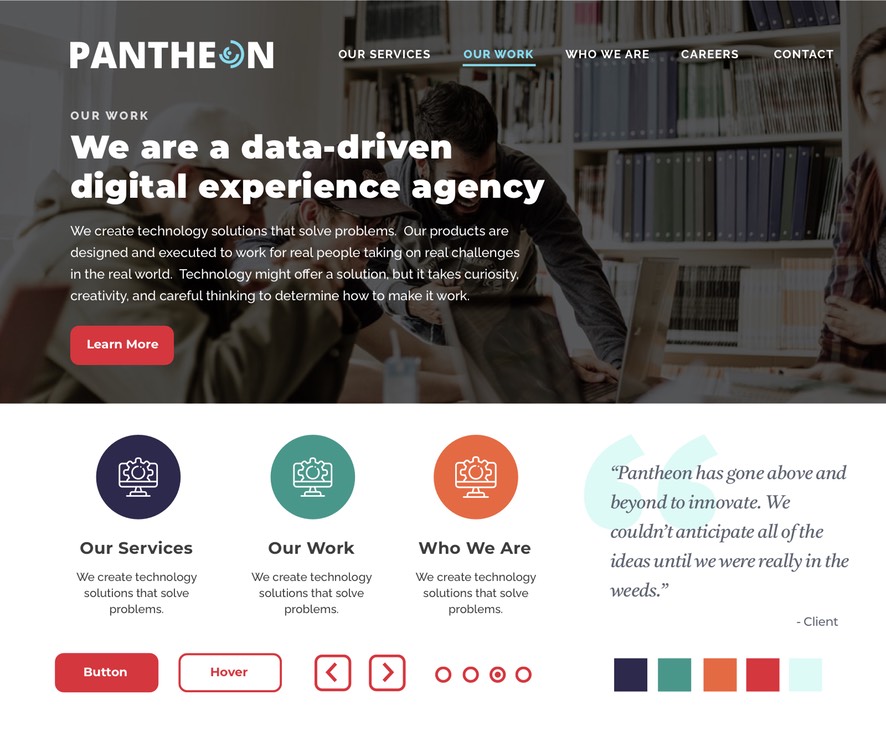 PANTHEON
OUR SERVICES OUR WORK WHO WE ARE CAREERS CONTACT
OUR WORK
We are a data-driven
digital experience agency
We create technology solutions that solve problems.  Our products are
designed and executed to work for real people taking on real challenges
in the real world.  Technology might offer a solution, but it takes curiosity,
creativity, and careful thinking to determine how to make it work.
Learn More
Our Services
We create technology
solutions that solve
problems.
Our Work
We create technology
solutions that solve
problems.
Who We Are
We create technology
solutions that solve
problems.
“Pantheon has gone above and
beyond to innovate. We
couldn’t anticipate all of the
ideas until we were really in the
weeds.”
- Client
Button
Hover